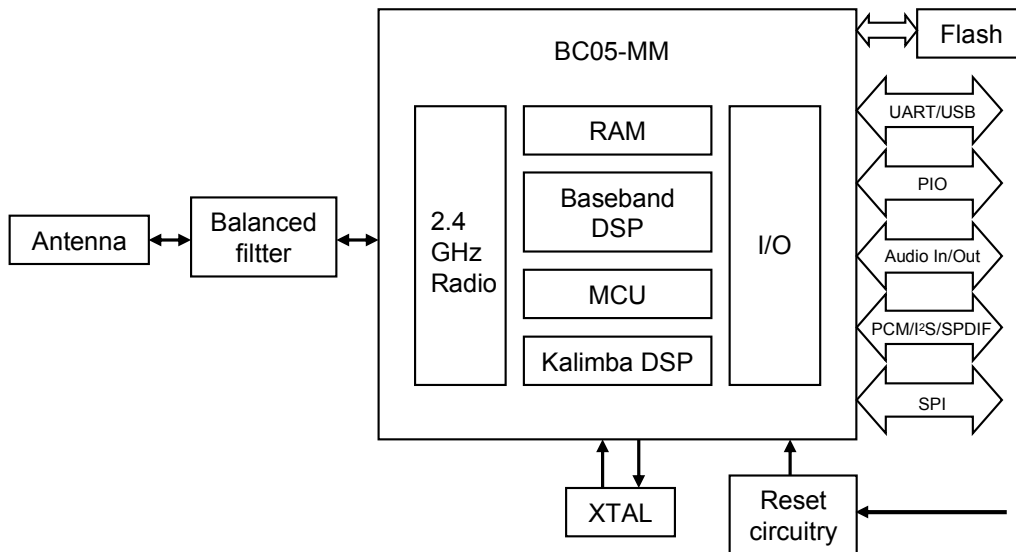 BC05-MM
Flash
RAM
Baseband
DSP
MCU
Kalimba DSP
2.4
GHz
Radio
I/O
Antenna
Balanced
filtter
UART/USB
PIO
Audio In/Out
PCM/I²S/SPDIF
SPI
XTAL
Reset
circuitry